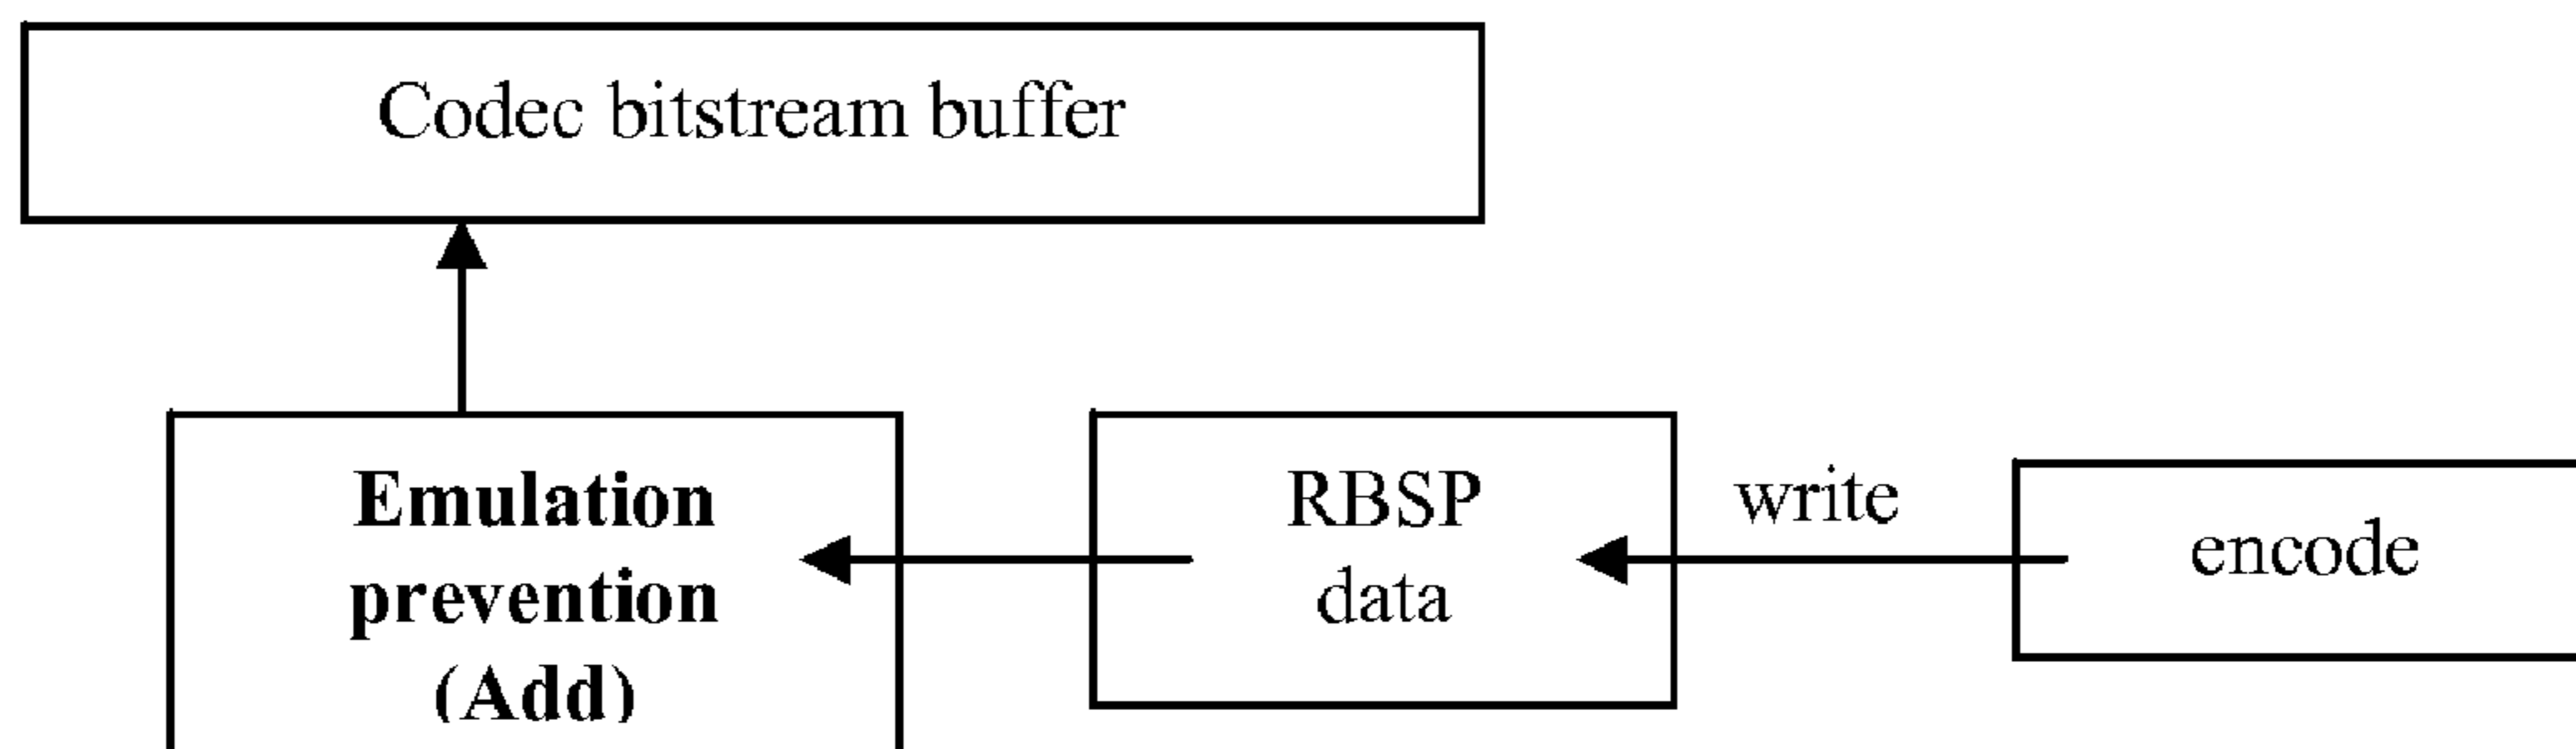 Codec bitstream buffer
Emulation
prevention
(Add)
RBSP
data
write
encode